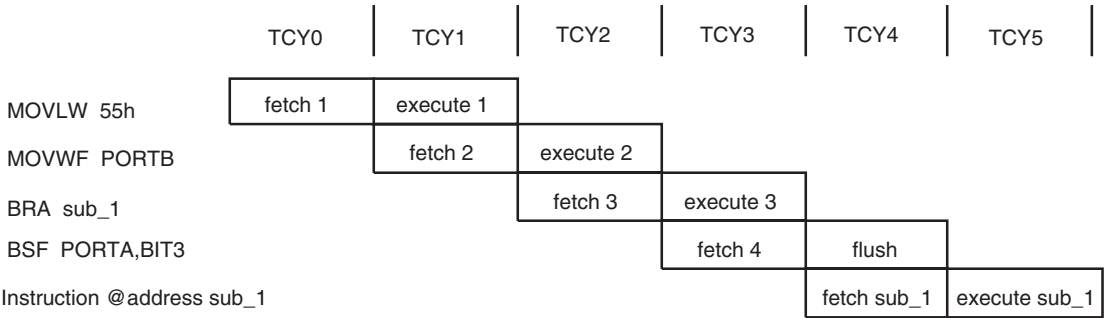 TCY0 TCY1 TCY2 TCY3 TCY4 TCY5
MOVLW 55h fetch 1 execute 1
MOVWF PORTB fetch 2 execute 2
BRA sub_1 fetch 3 execute 3
BSF PORTA,BIT3 fetch 4 flush
Instruction @address sub_1 fetch sub_1 execute sub_1